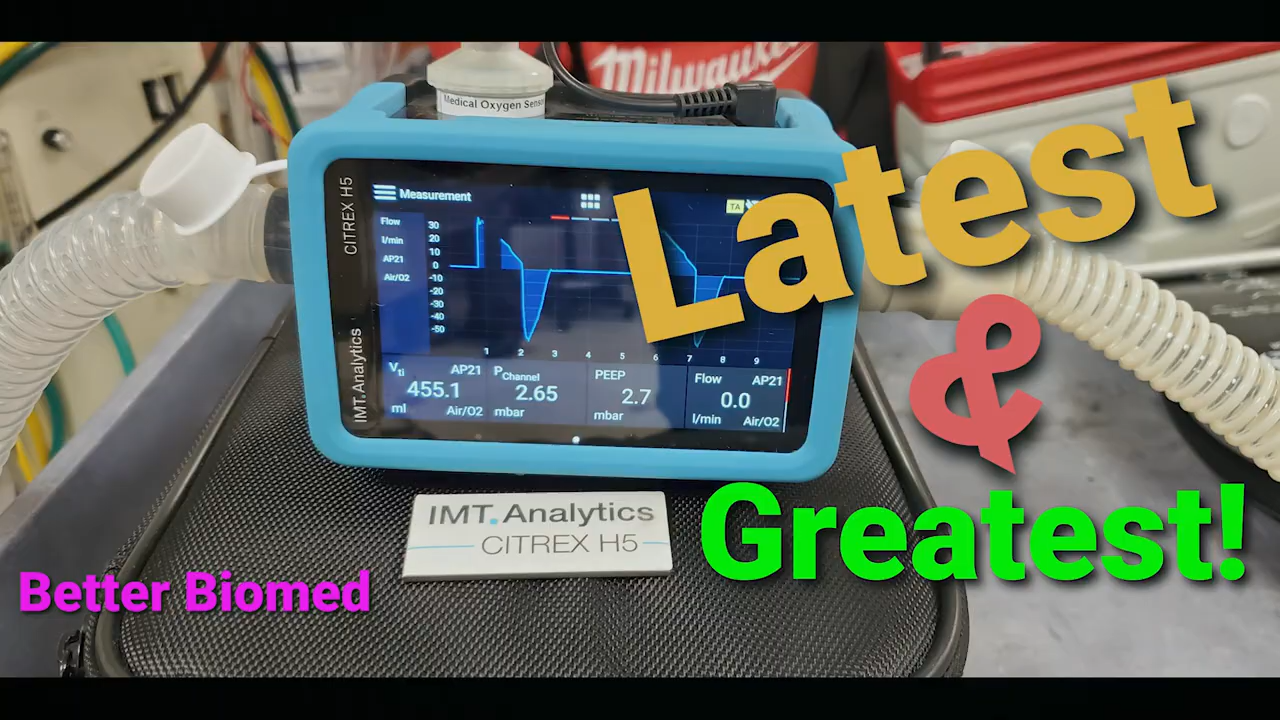 Milwaukee
Medical Oxygen Senso
CITREX H5
IMT.Analytics
Measurement
TA
Flow
l/min
AP21
Air/O2
30
20
10
0
-10
-20
-30
-40
-50
1 2 3 4 5 6 7 8 9
Vti AP21
455.1
ml Air/O2
PChannel
2.65
mbar
PEEP
2.7
mbar
Flow AP21
0.0
l/min Air/O2
Latest
&
Greatest!
IMT.Analytics
CITREX H5
Better Biomed